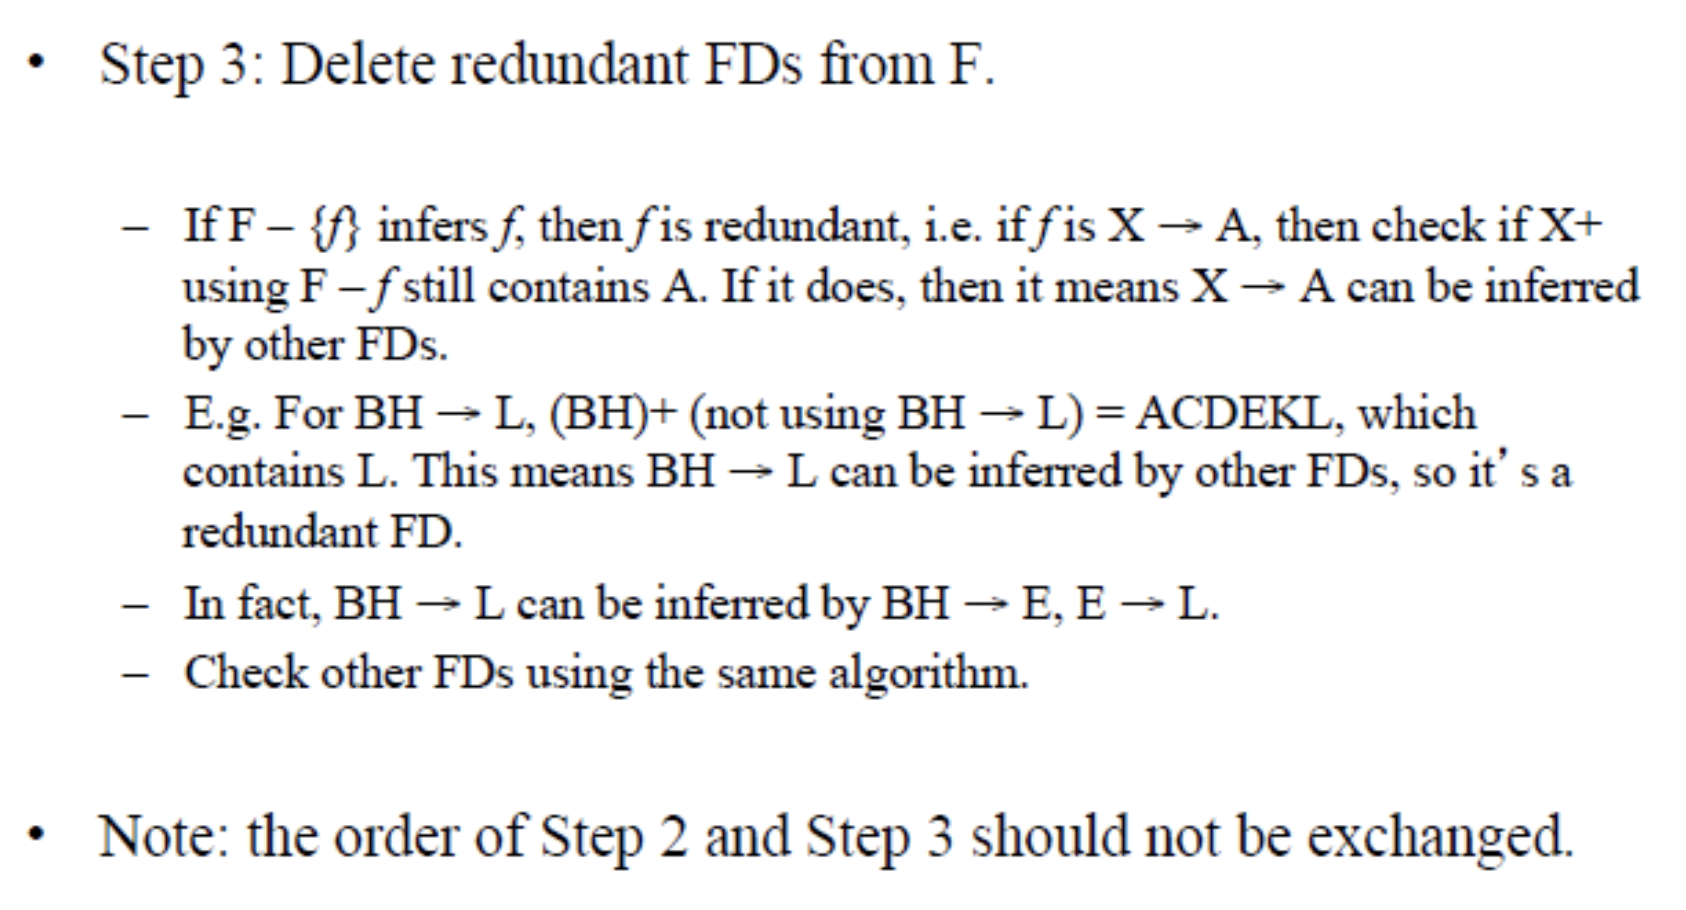 • Step 3: Delete redundant FDs from F.
– If F – {f} infers f, then f is redundant, i.e. if f is X → A, then check if X+
using F – f still contains A. If it does, then it means X → A can be inferred
by other FDs.
– E.g. For BH → L, (BH)+ (not using BH → L) = ACDEKL, which
contains L. This means BH → L can be inferred by other FDs, so it’ s a
redundant FD.
– In fact, BH → L can be inferred by BH → E, E → L.
– Check other FDs using the same algorithm.
• Note: the order of Step 2 and Step 3 should not be exchanged.